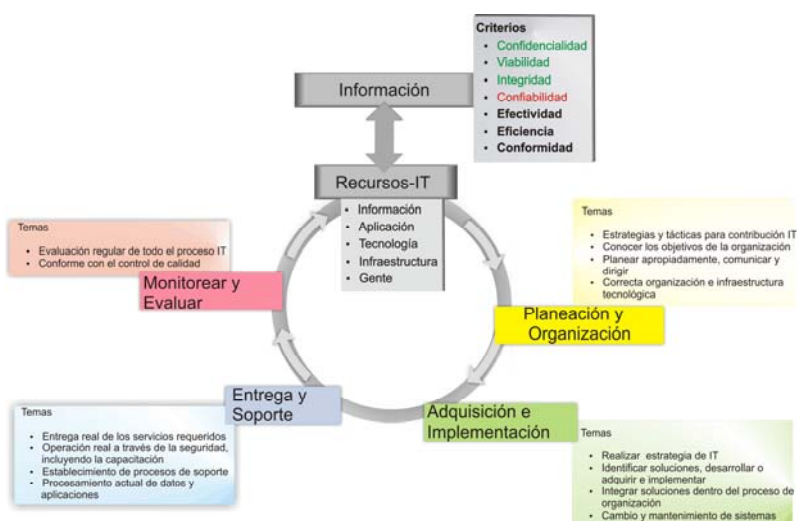 Criterios
• Confidencialidad
• Viabilidad
• Integridad
• Confiabilidad
• Efectividad
• Eficiencia
• Conformidad
Información
Recursos-IT
• Información
• Aplicación
• Tecnología
• Infraestructura
• Gente
Temas
• Evaluación regular de todo el proceso IT
• Conforme con el control de calidad
Monitorear y
Evaluar
Temas
• Estrategias y tácticas para contribución IT
• Conocer los objetivos de la organización
• Planear apropiadamente, comunicar y
dirigir
• Correcta organización e infraestructura
tecnológica
Planeación y
Organización
Entrega y
Soporte
Temas
• Entrega real de los servicios requeridos
• Operación real a través de la seguridad,
incluyendo la capacitación
• Establecimiento de procesos de soporte
• Procesamiento actual de datos y
aplicaciones
Adquisición e
Implementación
Temas
• Realizar estrategia de IT
• Identificar soluciones, desarrollar o
adquirir e implementar
• Integrar soluciones dentro del proceso de
organización
• Cambio y mantenimiento de sistemas